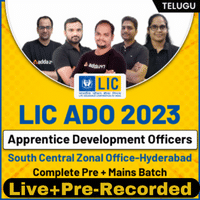 TELUGU
LIC
LIC ADO 2023
Apprentice Development Officers
South Central Zonal Office-Hyderabad
Complete Pre + Mains Batch
Live+Pre-Recorded